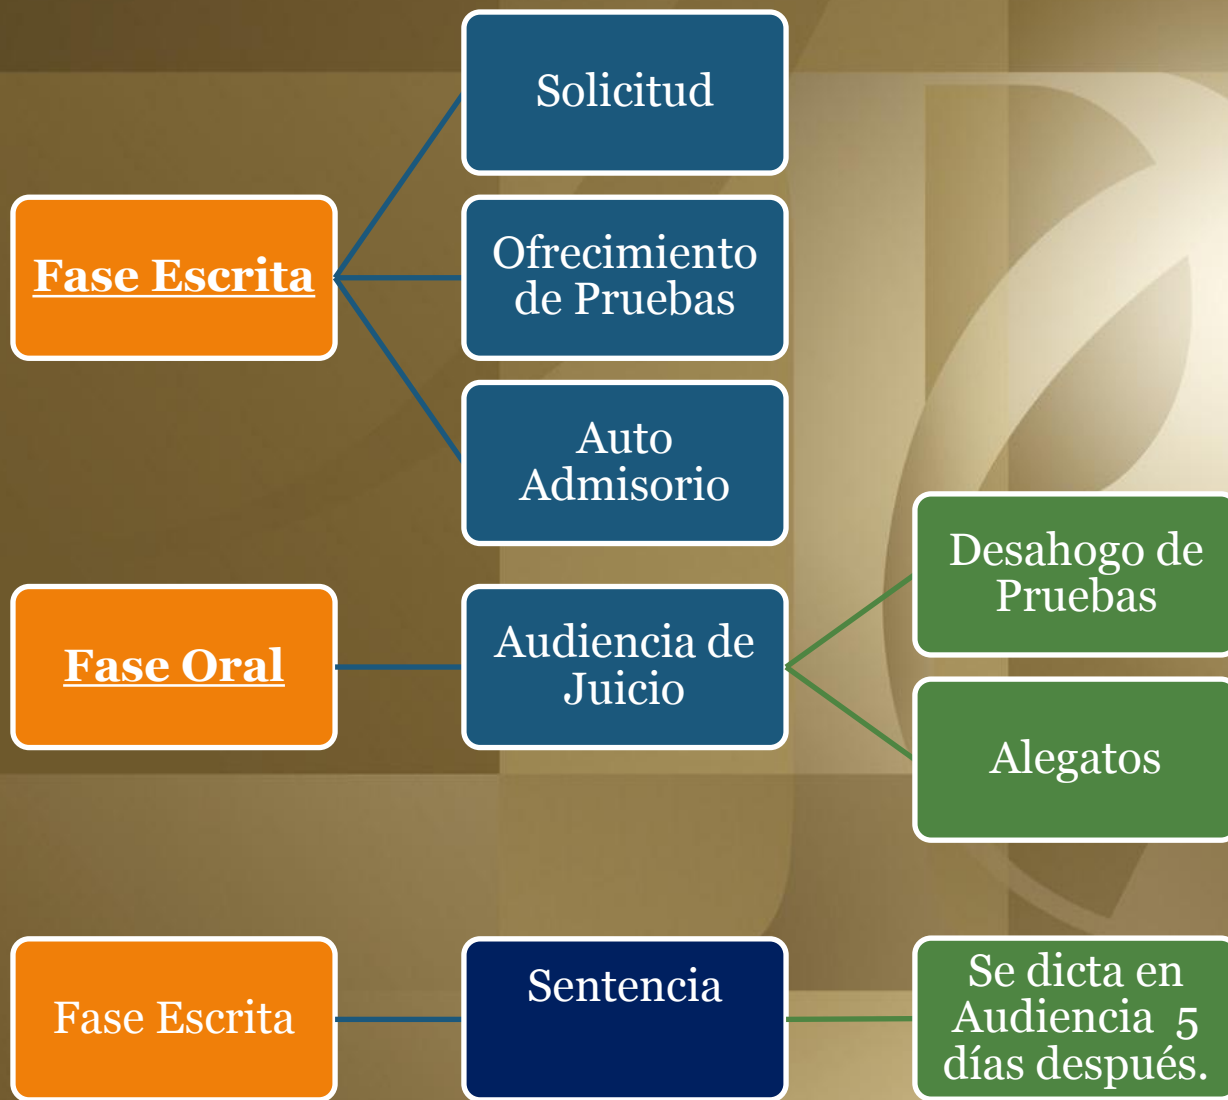 Solicitud
Fase Escrita
Ofrecimiento
de Pruebas
Auto
Admisorio
Fase Oral
Audiencia de
Juicio
Desahogo de
Pruebas
Alegatos
Fase Escrita
Sentencia
Se dicta en
Audiencia 5
días después.